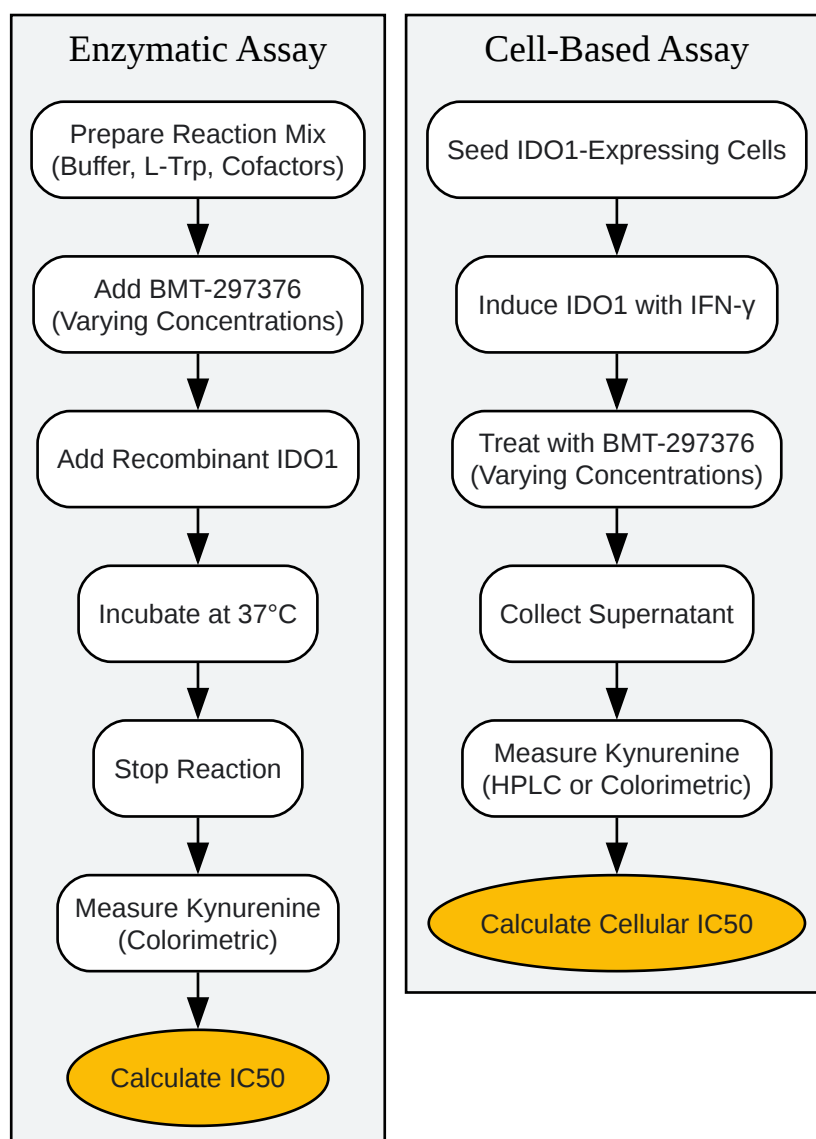 Enzymatic Assay
Prepare Reaction Mix
(Buffer, L-Trp, Cofactors)
Add BMT-297376
(Varying Concentrations)
Add Recombinant IDO1
Incubate at 37°C
Stop Reaction
Measure Kynurenine
(Colorimetric)
Calculate IC50
Cell-Based Assay
Seed IDO1-Expressing Cells
Induce IDO1 with IFN-γ
Treat with BMT-297376
(Varying Concentrations)
Collect Supernatant
Measure Kynurenine
(HPLC or Colorimetric)
Calculate Cellular IC50